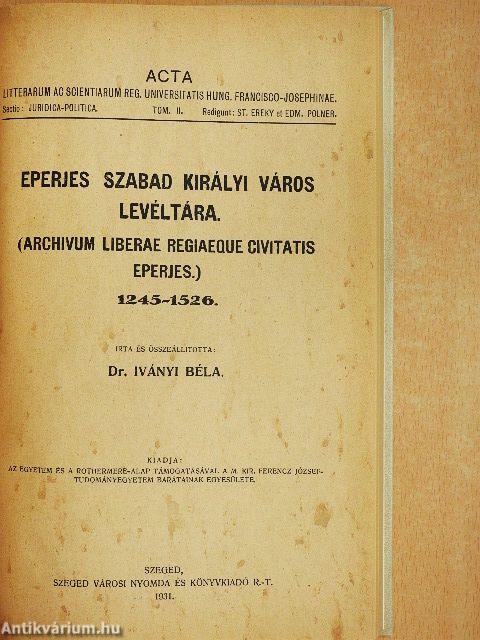 ACTA
LITTERARUM AC SCIENTIARUM REG. UNIVERSITATIS HUNG. FRANCISCO-JOSEPHINAE.
Sectio: JURIDICA-POLITICA. TOM. II. Redigunt: ST. EREKY et EDM. POLNER.
EPERJES SZABAD KIRÁLYI VÁROS
LEVÉLTÁRA.
(ARCHIVUM LIBERAE REGIAEQUE CIVITATIS
EPERJES.)
1245-1526.
IRTA ÉS ÖSSZEÁLLITOTTA:
Dr. IVÁNYI BÉLA.
KIADJA:
AZ EGYETEM ÉS A ROTHERMERE-ALAP TÁMOGATÁSÁVAL A M. KIR. FERENCZ JÓZSEF-
TUDOMÁNYEGYETEM BARÁTAINAK EGYESÜLETE.
SZEGED,
SZEGED VÁROSI NYOMDA ÉS KÖNYVKIADÓ R.-T.
1931.
Antikvárium.hu